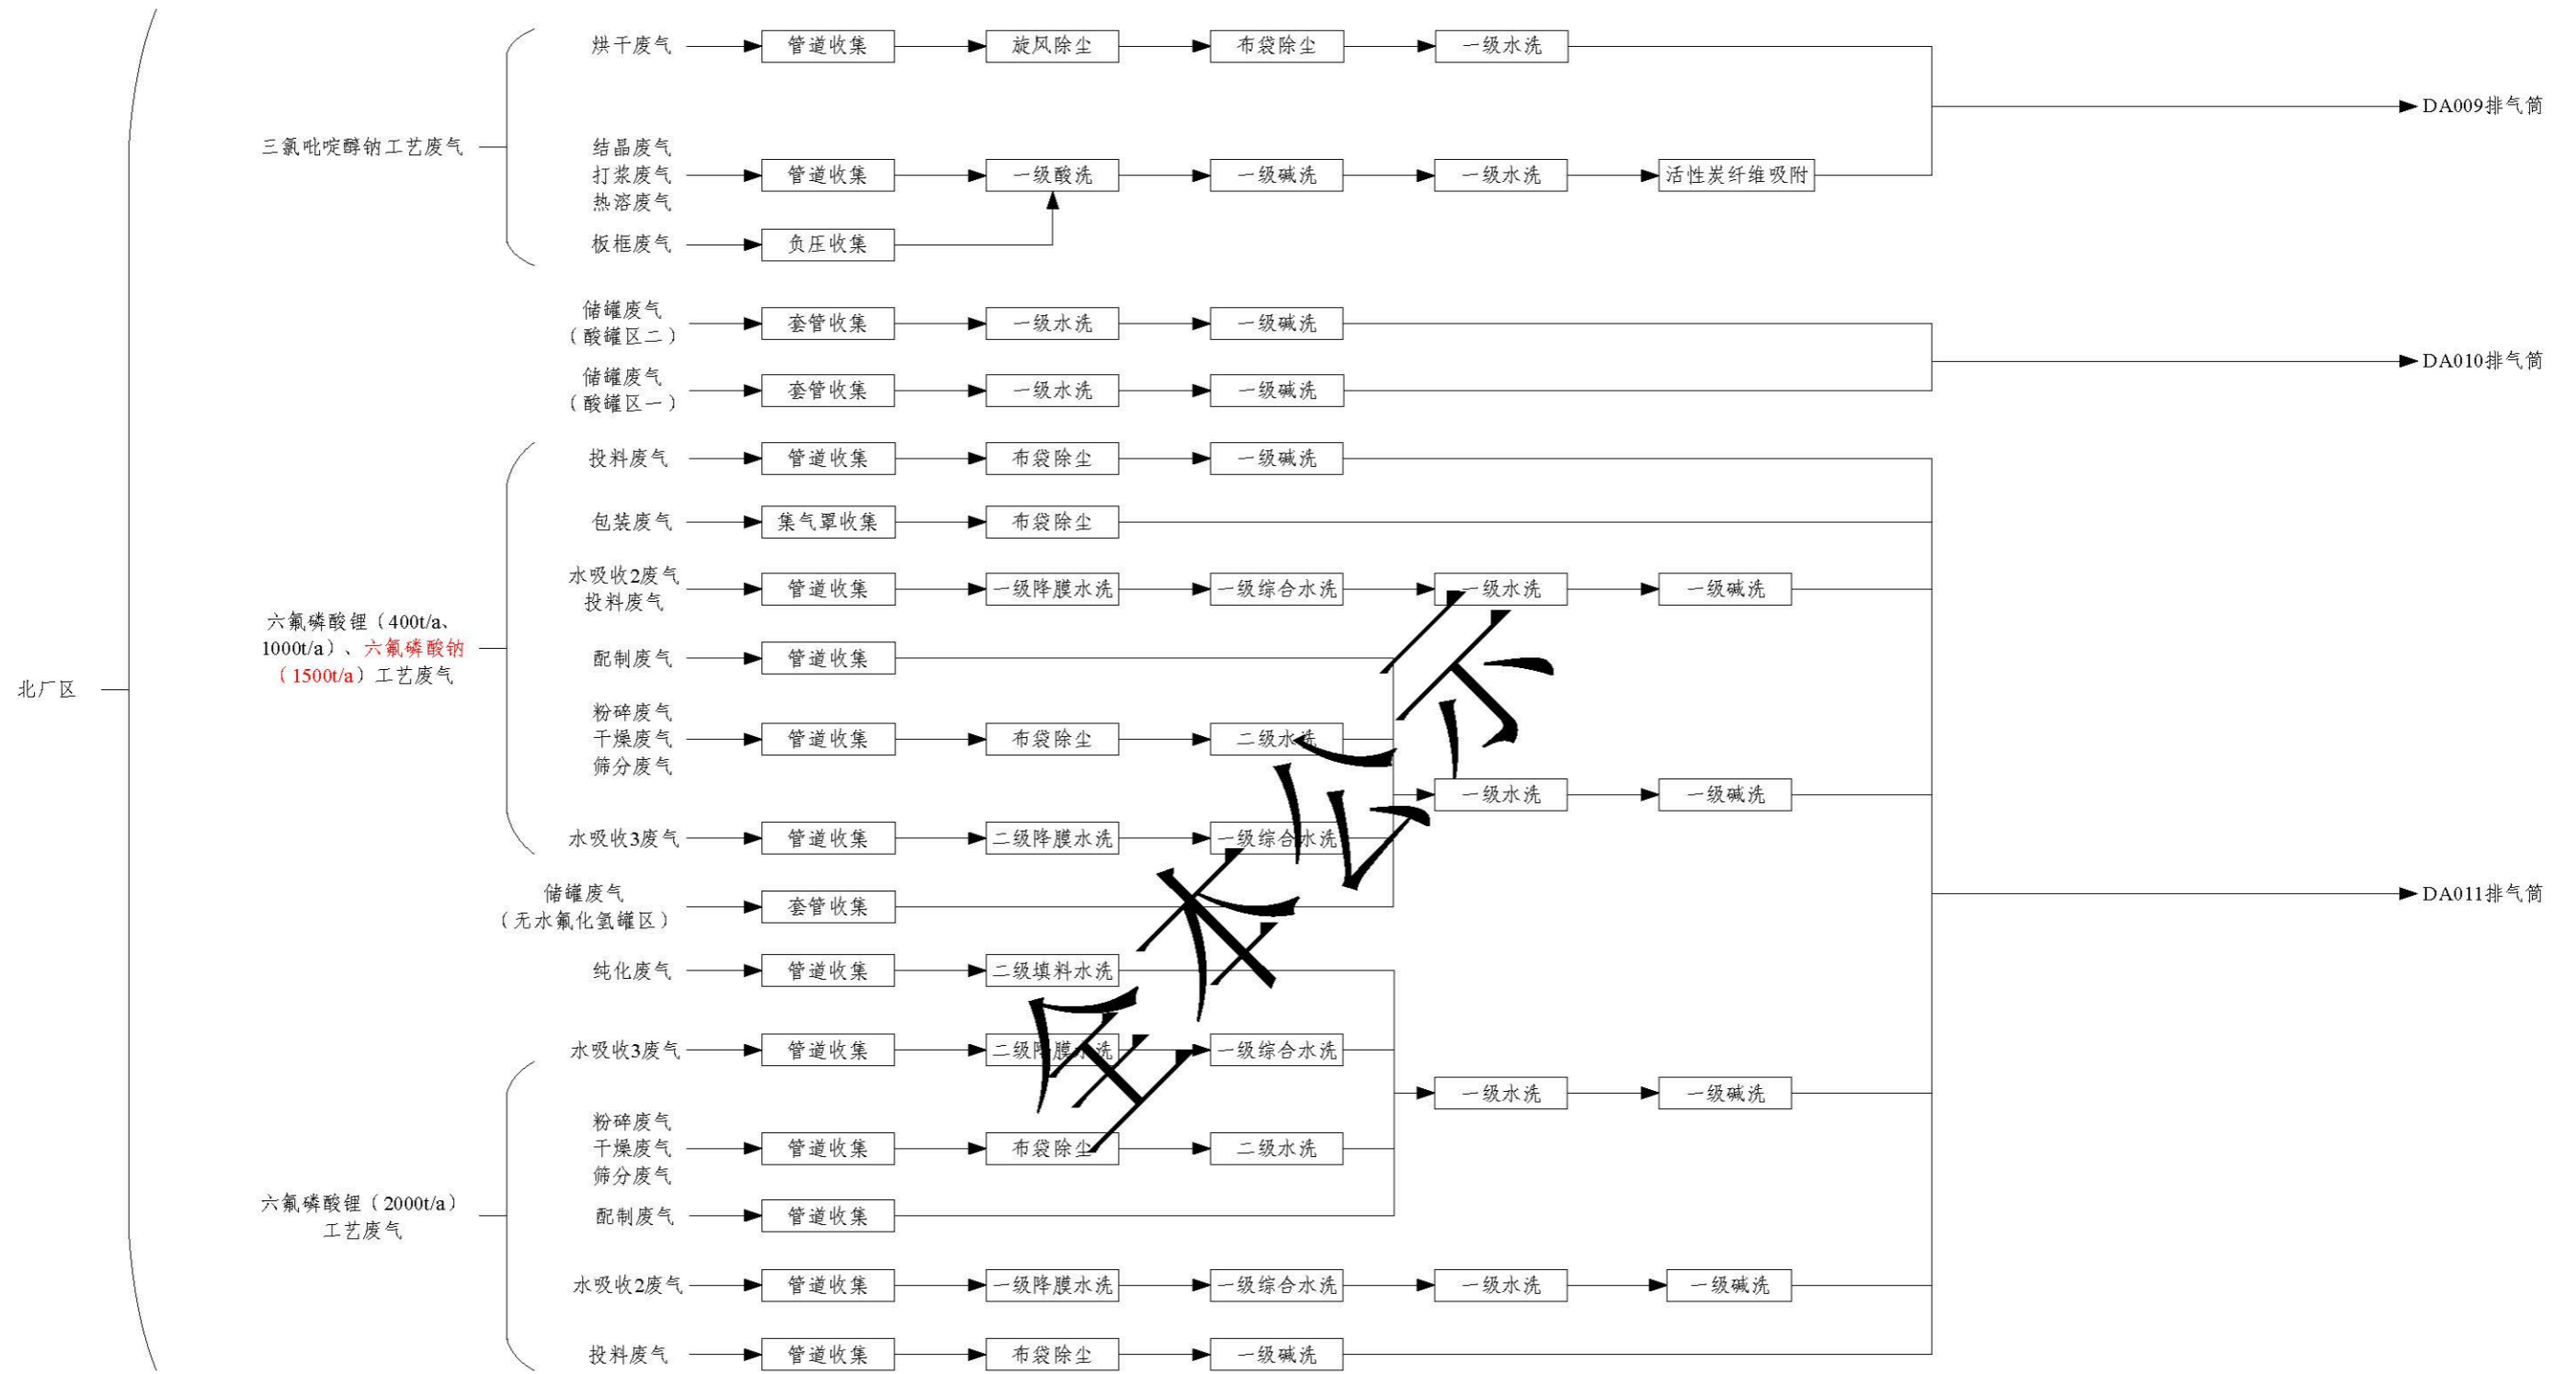 北厂区
三氯吡啶醇钠工艺废气
烘干废气 管道收集 旋风除尘 布袋除尘 一级水洗
DA009排气筒
结晶废气
打浆废气 管道收集 一级酸洗 一级碱洗 一级水洗 活性炭纤维吸附
热溶废气
板框废气 负压收集
储罐废气
（酸罐区二） 套管收集 一级水洗 一级碱洗
DA010排气筒
储罐废气
（酸罐区一） 套管收集 一级水洗 一级碱洗
六氟磷酸锂（400t/a、
1000t/a）、六氟磷酸钠
（1500t/a）工艺废气
投料废气 管道收集 布袋除尘 一级碱洗
包装废气 集气罩收集 布袋除尘
水吸收2废气
投料废气 管道收集 一级降膜水洗 一级综合水洗 一级水洗 一级碱洗
配制废气 管道收集
粉碎废气
干燥废气 管道收集 布袋除尘 二级水洗
筛分废气
一级水洗 一级碱洗
水吸收3废气 管道收集 二级降膜水洗 一级综合水洗
储罐废气
（无水氟化氢罐区） 套管收集
DA011排气筒
纯化废气 管道收集 二级填料水洗
六氟磷酸锂（2000t/a）
工艺废气
水吸收3废气 管道收集 二级降膜水洗 一级综合水洗
一级水洗 一级碱洗
粉碎废气
干燥废气 管道收集 布袋除尘 二级水洗
筛分废气
配制废气 管道收集
水吸收2废气 管道收集 一级降膜水洗 一级综合水洗 一级水洗 一级碱洗
投料废气 管道收集 布袋除尘 一级碱洗
全本公示